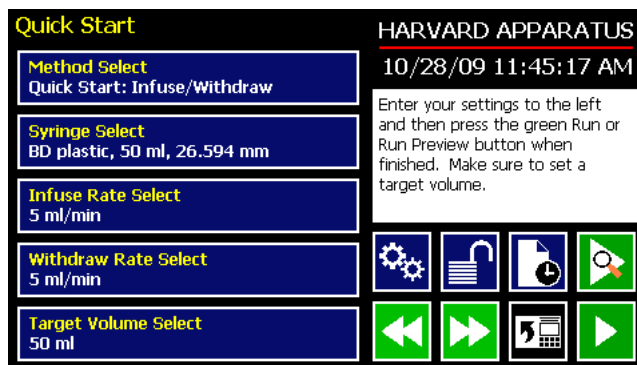 Quick Start
Method Select
Quick Start: Infuse/Withdraw
Syringe Select
BD plastic, 50 ml, 26.594 mm
Infuse Rate Select
5 ml/min
Withdraw Rate Select
5 ml/min
Target Volume Select
50 ml
HARVARD APPARATUS
10/28/09 11:45:17 AM
Enter your settings to the left
and then press the green Run or
Run Preview button when
finished. Make sure to set a
target volume.